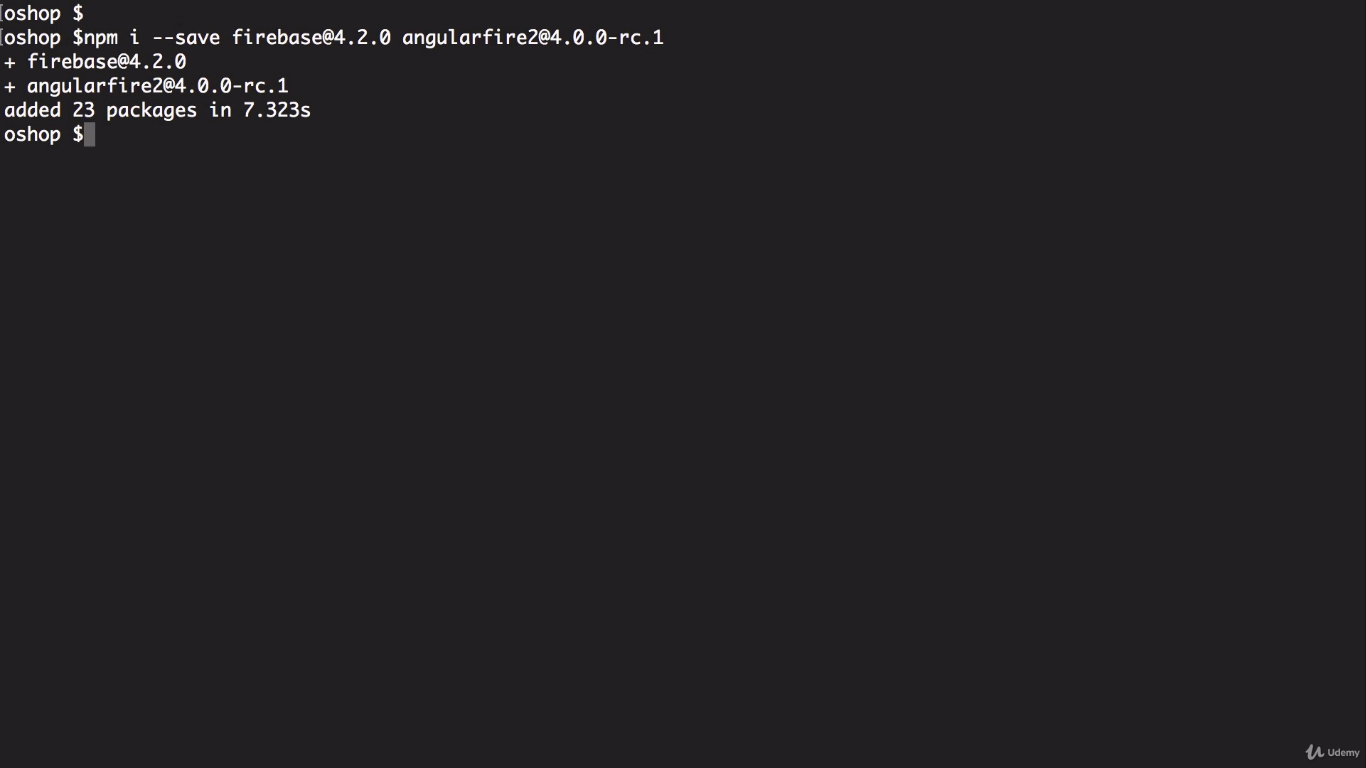 oshop $
oshop $npm i --save firebase@4.2.0 angularfire2@4.0.0-rc.1
+ firebase@4.2.0
+ angularfire2@4.0.0-rc.1
added 23 packages in 7.323s
oshop $
Udemy